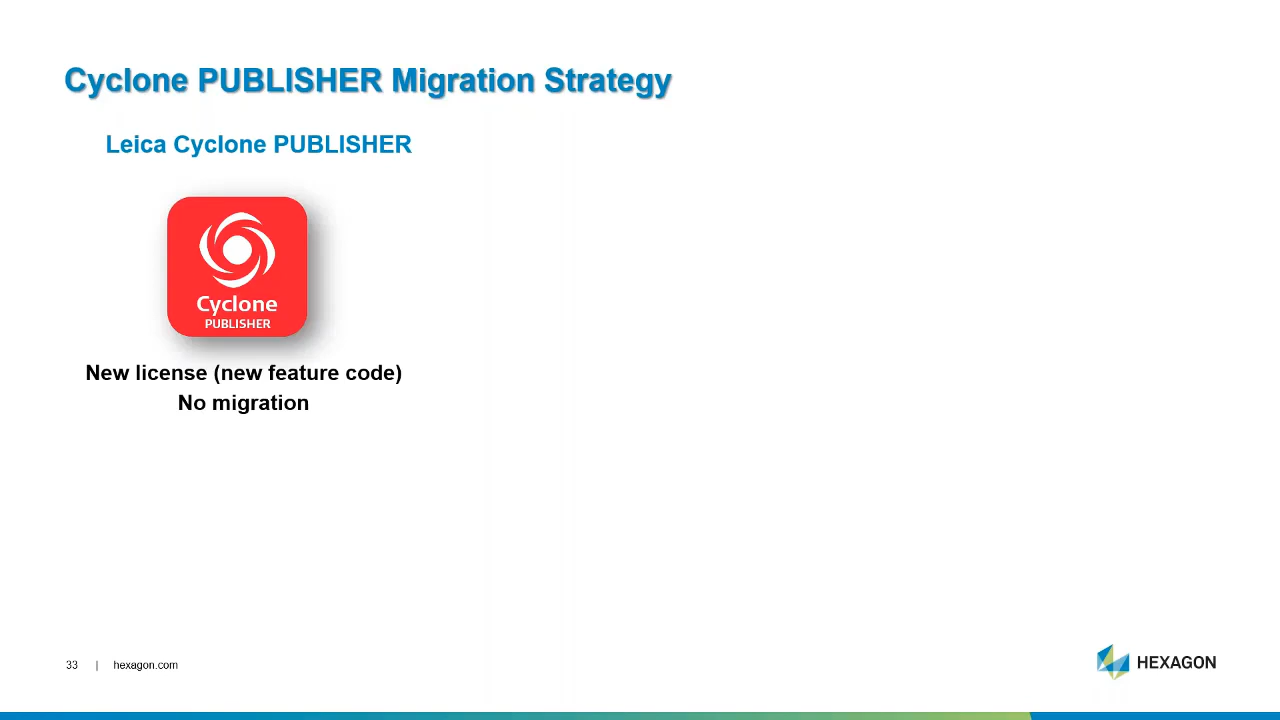 Cyclone PUBLISHER Migration Strategy
Leica Cyclone PUBLISHER
Cyclone
PUBLISHER
New license (new feature code)
No migration
33 | hexagon.com
HEXAGON